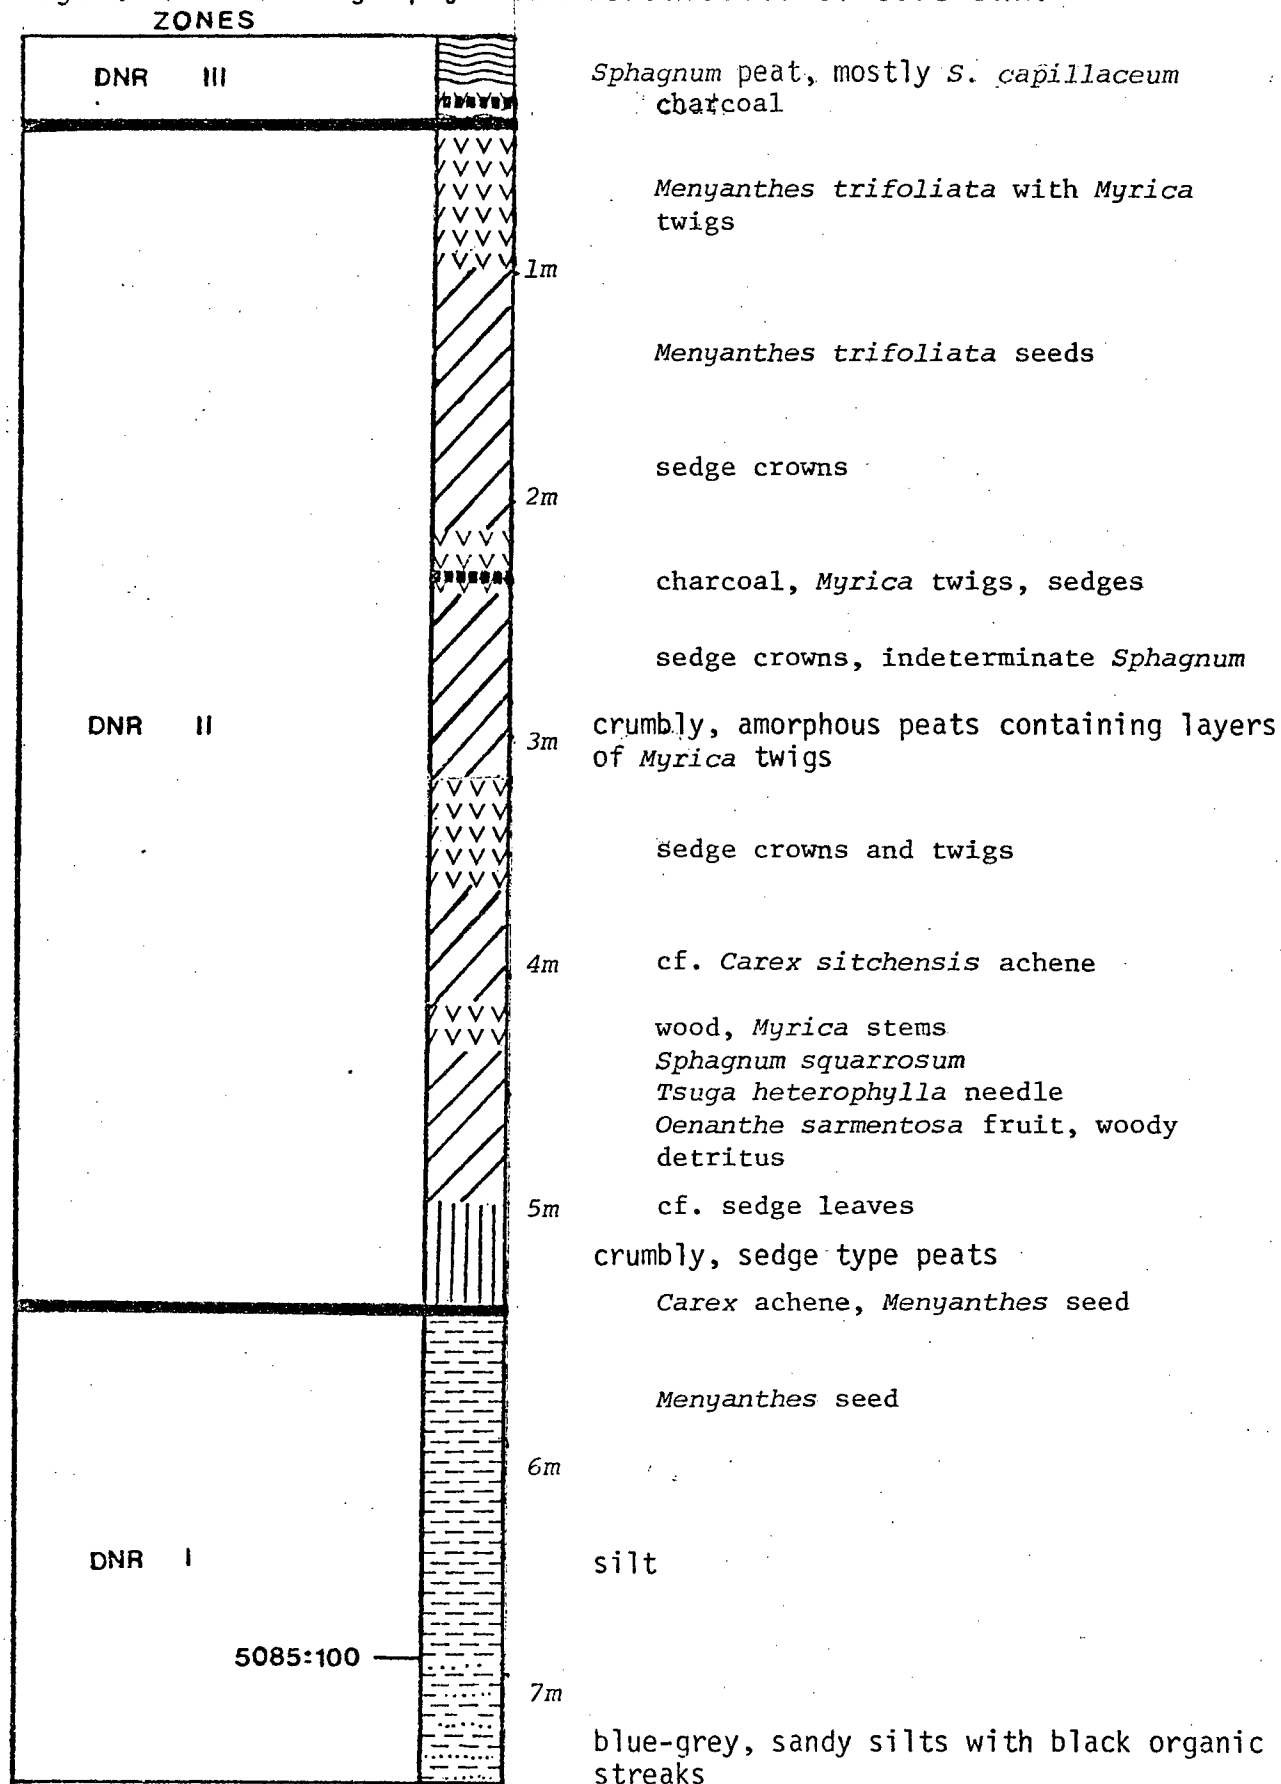 ZONES
DNR III
Sphagnum peat, mostly S. capillaceum
charcoal
Menyanthes trifoliata with Myrica
twigs
1m
Menyanthes trifoliata seeds
sedge crowns
2m
charcoal, Myrica twigs, sedges
sedge crowns, indeterminate Sphagnum
DNR II
3m
crumbly, amorphous peats containing layers
of Myrica twigs
sedge crowns and twigs
4m
cf. Carex sitchensis achene
wood, Myrica stems
Sphagnum squarrosum
Tsuga heterophylla needle
Oenanthe sarmentosa fruit, woody
detritus
5m
cf. sedge leaves
crumbly, sedge type peats
Carex achene, Menyanthes seed
Menyanthes seed
6m
DNR I
silt
5085:100
7m
blue-grey, sandy silts with black organic
streaks